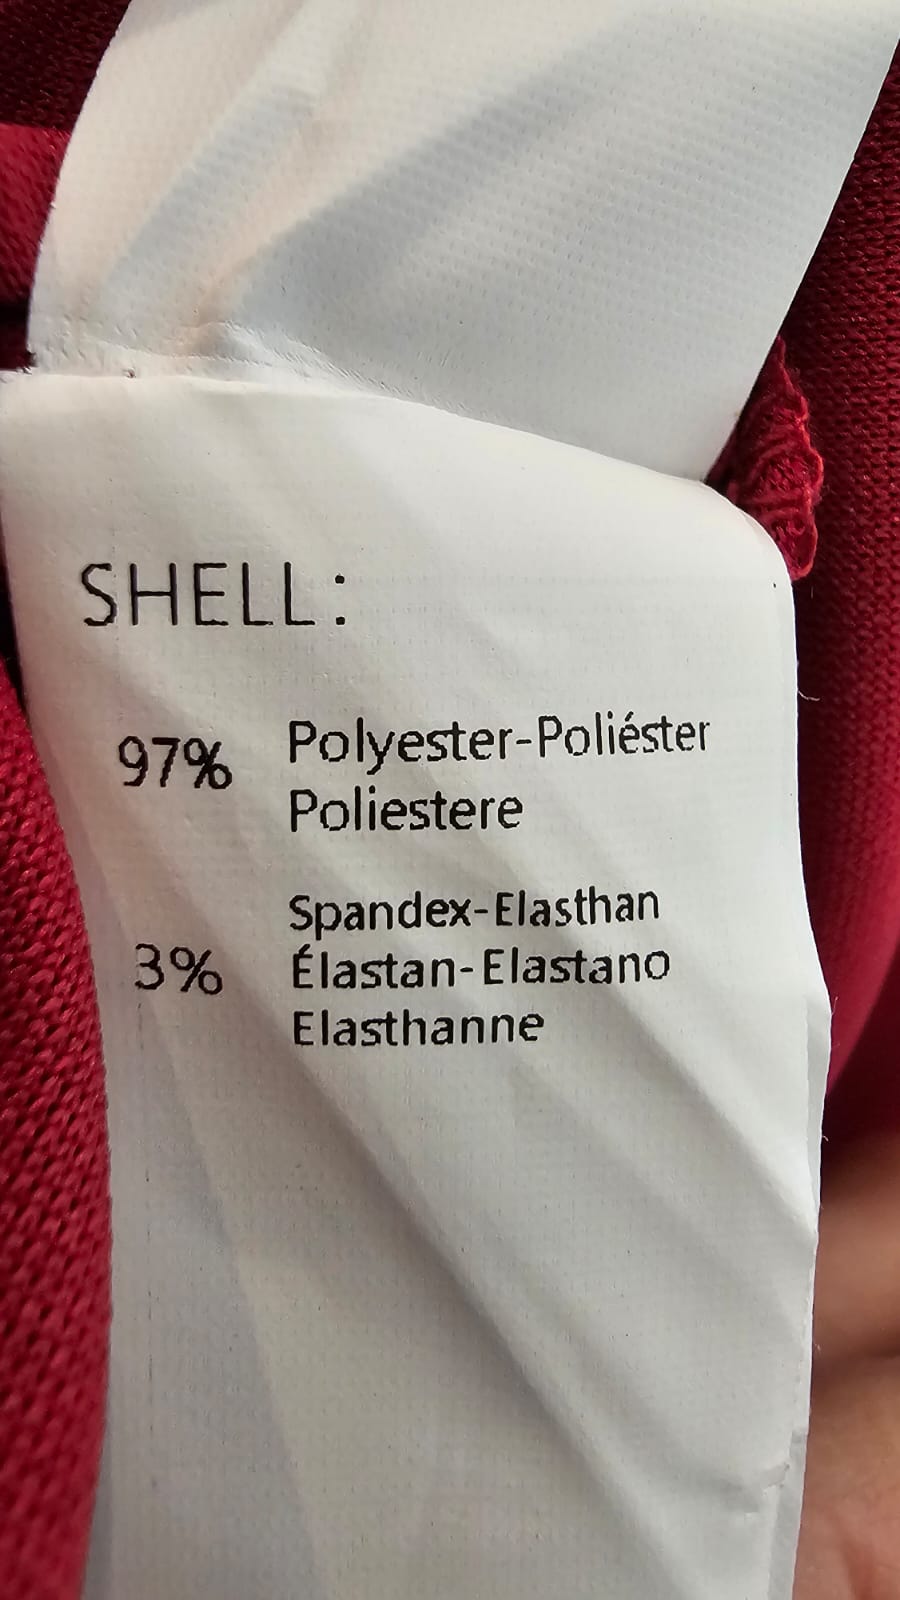 SHELL:
97% Polyester-Poliéster
Poliestere
Spandex-Elasthan
3% Élastan-Elastano
Elasthanne